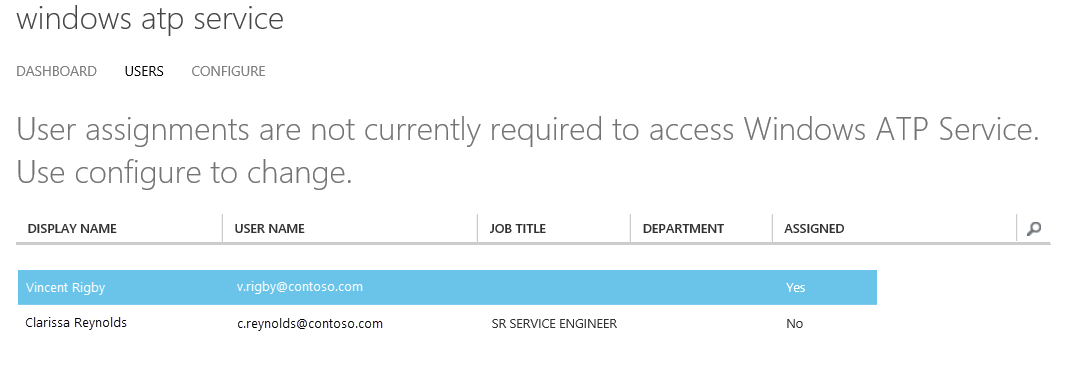 windows atp service
DASHBOARD USERS CONFIGURE
User assignments are not currently required to access Windows ATP Service.
Use configure to change.
DISPLAY NAME USER NAME JOB TITLE DEPARTMENT ASSIGNED
Vincent Rigby v.rigby@contoso.com Yes
Clarissa Reynolds c.reynolds@contoso.com SR SERVICE ENGINEER No